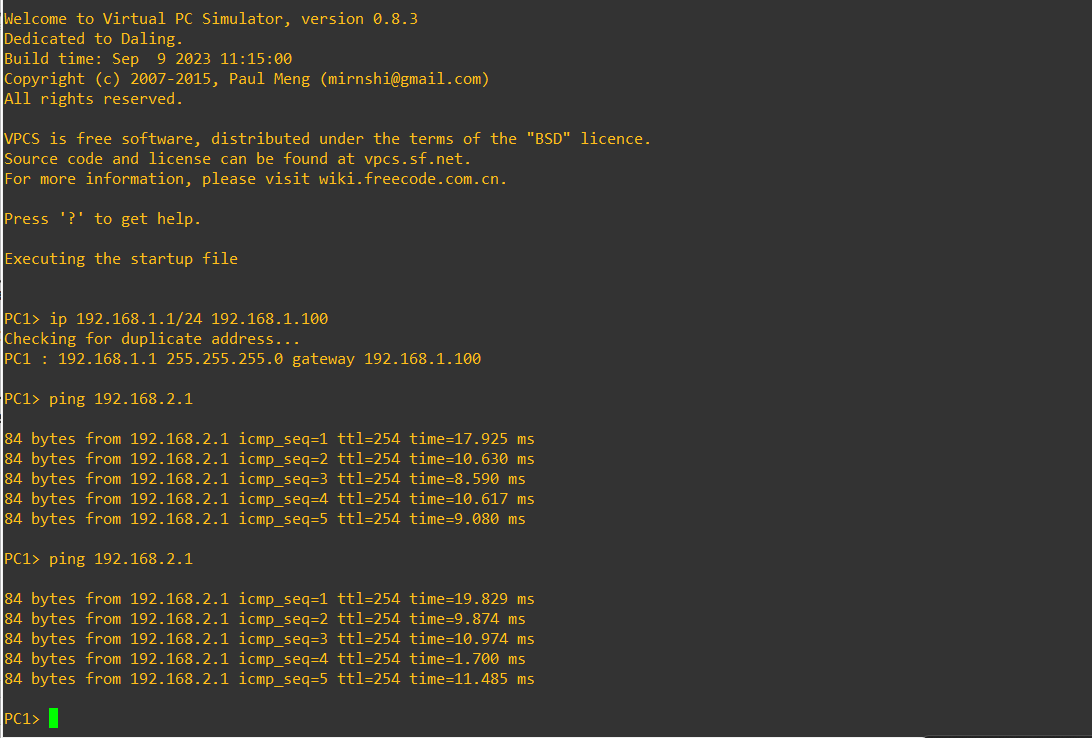 Welcome to Virtual PC Simulator, version 0.8.3
Dedicated to Daling.
Build time: Sep  9 2023 11:15:00
Copyright (c) 2007-2015, Paul Meng (mirnshi@gmail.com)
All rights reserved.
VPCS is free software, distributed under the terms of the "BSD" licence.
Source code and license can be found at vpcs.sf.net.
For more information, please visit wiki.freecode.com.cn.
Press '?' to get help.
Executing the startup file
PC1> ip 192.168.1.1/24 192.168.1.100
Checking for duplicate address...
PC1 : 192.168.1.1 255.255.255.0 gateway 192.168.1.100
PC1> ping 192.168.2.1
84 bytes from 192.168.2.1 icmp_seq=1 ttl=254 time=17.925 ms
84 bytes from 192.168.2.1 icmp_seq=2 ttl=254 time=10.630 ms
84 bytes from 192.168.2.1 icmp_seq=3 ttl=254 time=8.590 ms
84 bytes from 192.168.2.1 icmp_seq=4 ttl=254 time=10.617 ms
84 bytes from 192.168.2.1 icmp_seq=5 ttl=254 time=9.080 ms
PC1> ping 192.168.2.1
84 bytes from 192.168.2.1 icmp_seq=1 ttl=254 time=19.829 ms
84 bytes from 192.168.2.1 icmp_seq=2 ttl=254 time=9.874 ms
84 bytes from 192.168.2.1 icmp_seq=3 ttl=254 time=10.974 ms
84 bytes from 192.168.2.1 icmp_seq=4 ttl=254 time=1.700 ms
84 bytes from 192.168.2.1 icmp_seq=5 ttl=254 time=11.485 ms
PC1>